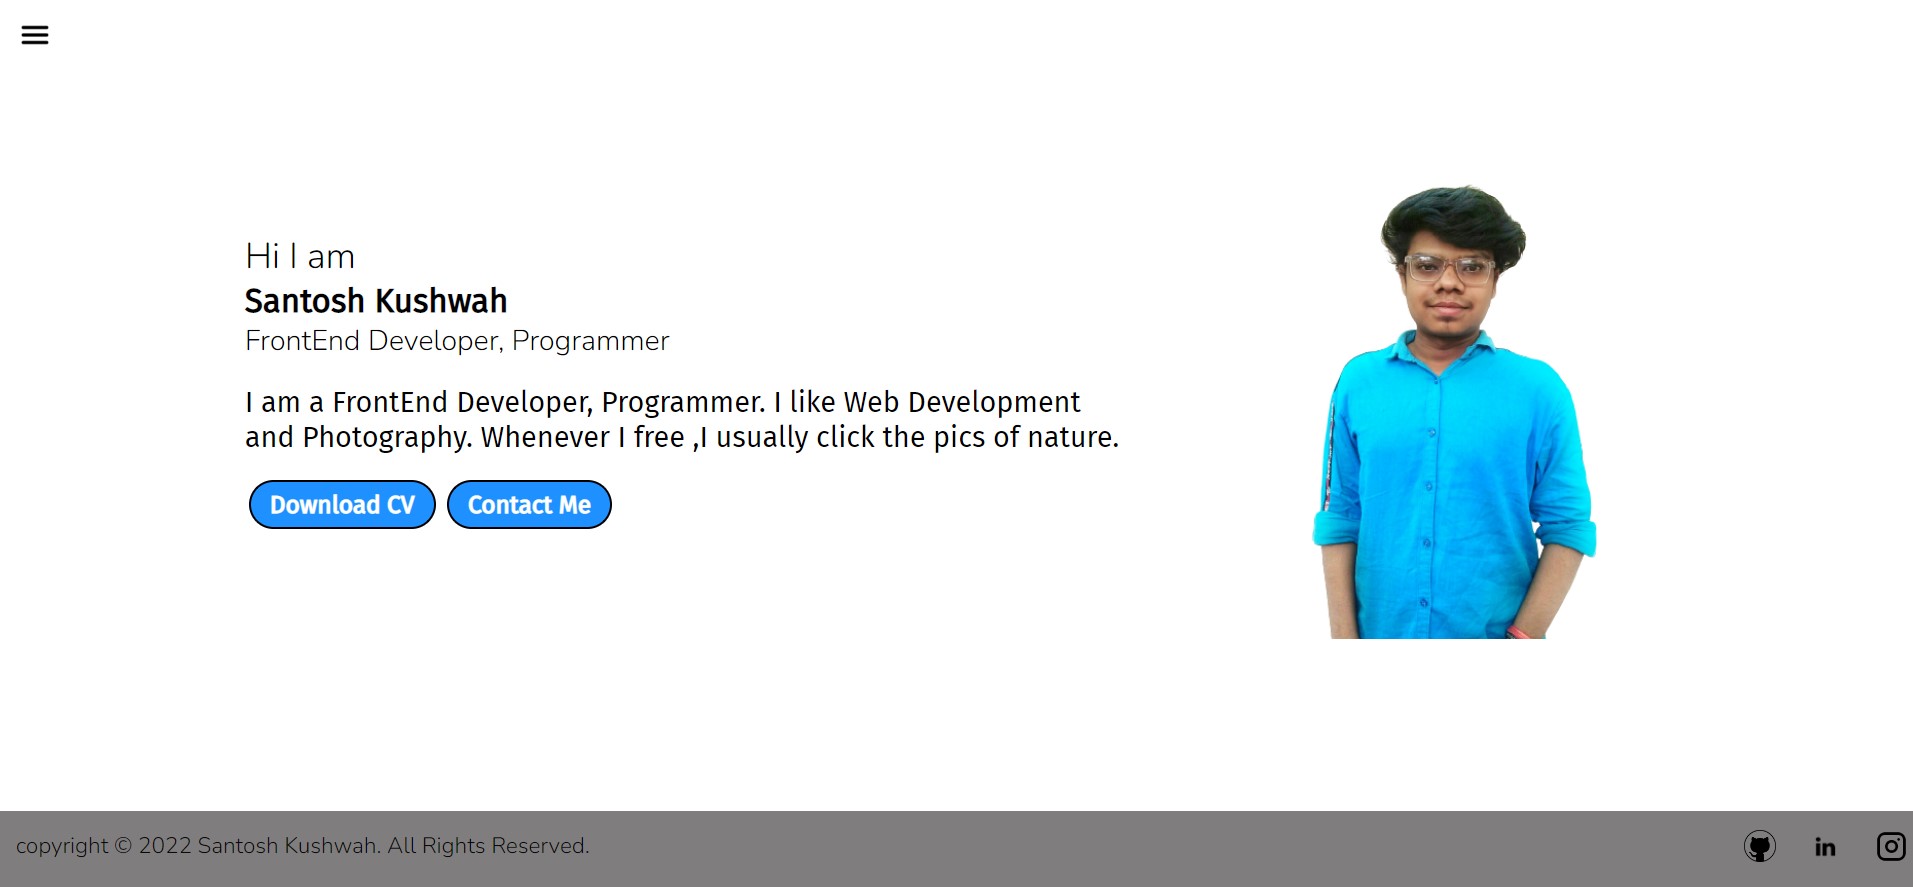 Hi I am
Santosh Kushwah
FrontEnd Developer, Programmer
I am a FrontEnd Developer, Programmer. I like Web Development
and Photography. Whenever I free ,I usually click the pics of nature.
Download CV Contact Me
copyright © 2022 Santosh Kushwah. All Rights Reserved. in